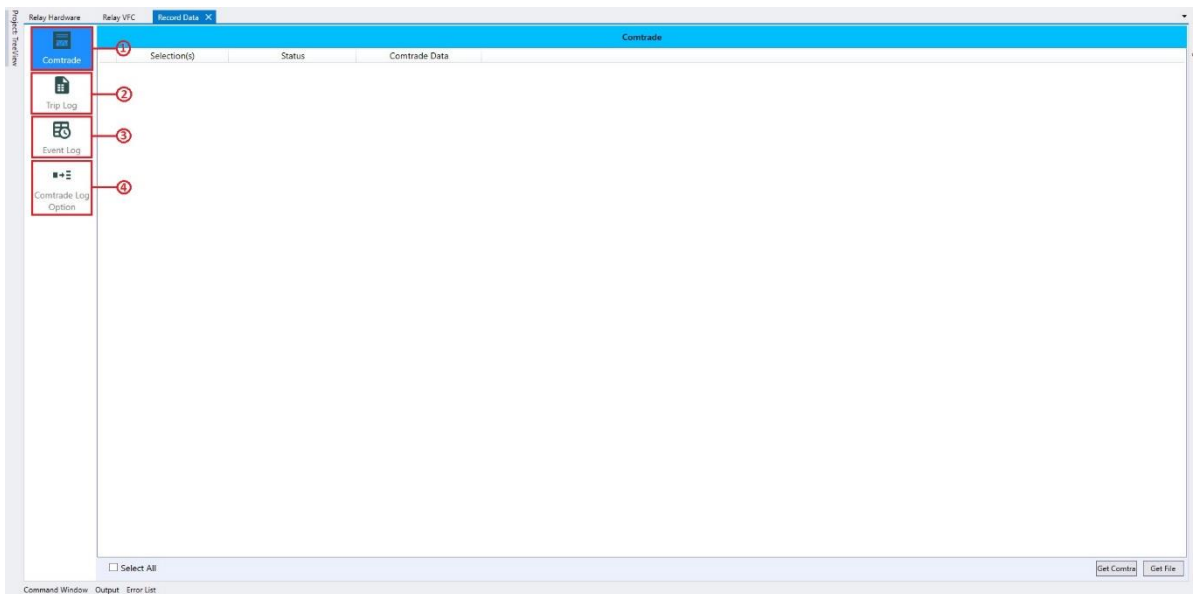 Project: TreeView
Relay Hardware Relay VFC Record Data X
Comtrade
Comtrade
1
Selection(s) Status Comtrade Data
Trip Log
2
Event Log
3
Comtrade Log
Option
4
Select All
Get Comtra Get File
Command Window Output Error List